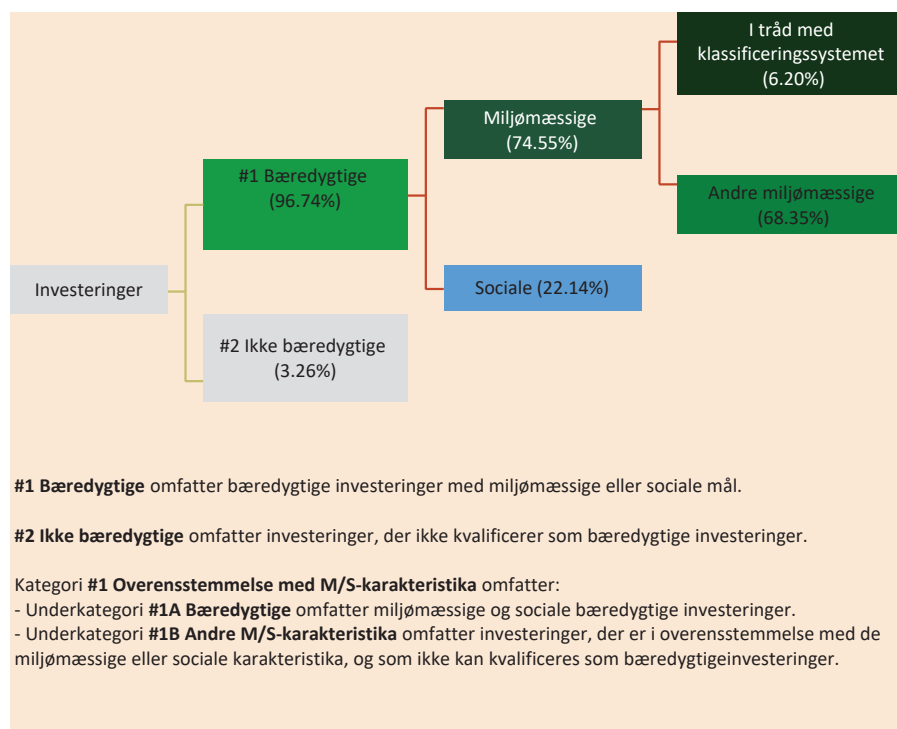 I tråd med
klassificeringssystemet
(6.20%)
Miljømæssige
(74.55%)
#1 Bæredygtige
(96.74%)
Andre miljømæssige
(68.35%)
Investeringer
Sociale (22.14%)
#2 Ikke bæredygtige
(3.26%)
#1 Bæredygtige omfatter bæredygtige investeringer med miljømæssige eller sociale mål.
#2 Ikke bæredygtige omfatter investeringer, der ikke kvalificerer som bæredygtige investeringer.
Kategori #1 Overensstemmelse med M/S-karakteristika omfatter:
- Underkategori #1A Bæredygtige omfatter miljømæssige og sociale bæredygtige investeringer.
- Underkategori #1B Andre M/S-karakteristika omfatter investeringer, der er i overensstemmelse med de
miljømæssige eller sociale karakteristika, og som ikke kan kvalificeres som bæredygtigeinvesteringer.